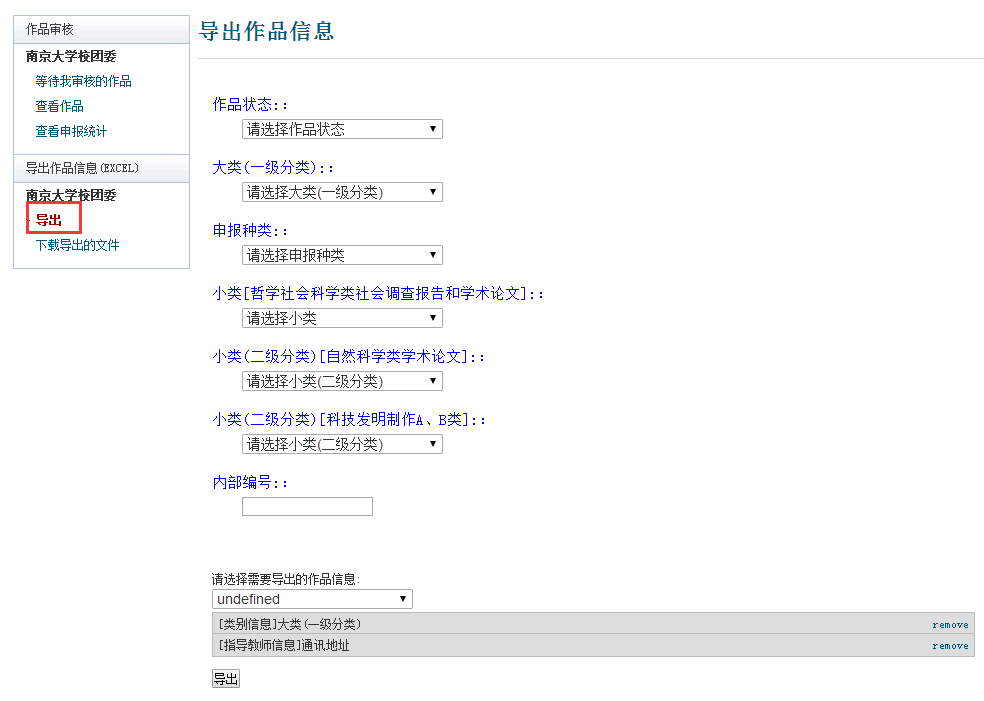 作品审核
南京大学校团委
等待我审核的作品
查看作品
查看申报统计
导出作品信息(EXCEL)
南京大学校团委
导出
下载导出的文件
导出作品信息
作品状态::
请选择作品状态
大类(一级分类)::
请选择大类(一级分类)
申报种类::
请选择申报种类
小类[哲学社会科学类社会调查报告和学术论文]::
请选择小类
小类(二级分类)[自然科学类学术论文]::
请选择小类(二级分类)
小类(二级分类)[科技发明制作A、B类]::
请选择小类(二级分类)
内部编号::
请选择需要导出的作品信息:
undefined
[类别信息]大类(一级分类) remove
[指导教师信息]通讯地址 remove
导出